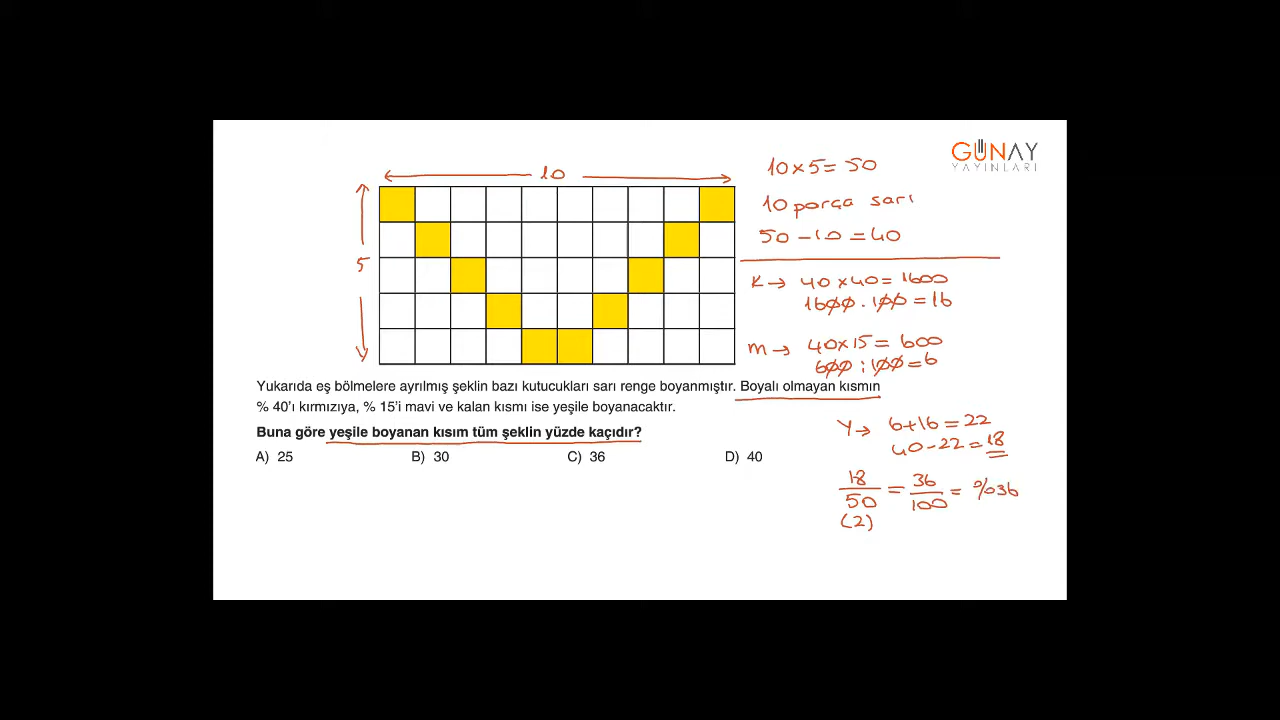 GÜNAY
YAYINLARI
10
5
10x5=50
10 parça sarı
50-10=40
K→ 40x40=1600
1600.100=16
m→ 40x15=600
600:100=6
Yukarıda eş bölmelere ayrılmış şeklin bazı kutucukları sarı renge boyanmıştır. Boyalı olmayan kısmın
% 40'ı kırmızıya, % 15'i mavi ve kalan kısmı ise yeşile boyanacaktır.
Buna göre yeşile boyanan kısım tüm şeklin yüzde kaçıdır?
A) 25 B) 30 C) 36 D) 40
Y→ 6+16=22
40-22=18
18/50=36/100=%36
(2)